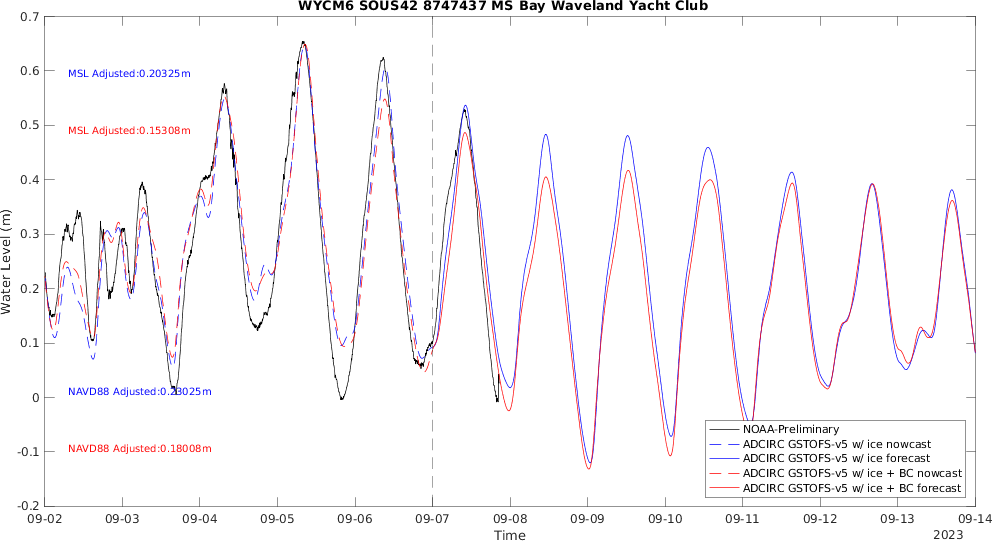 WYCM6 SOUS42 8747437 MS Bay Waveland Yacht Club
0.7
0.6
0.5
0.4
0.3
0.2
0.1
0
-0.1
-0.2
Water Level (m)
MSL Adjusted:0.20325m
MSL Adjusted:0.15308m
NAVD88 Adjusted:0.23025m
NAVD88 Adjusted:0.18008m
NOAA-Preliminary
ADCIRC GSTOFS-v5 w/ ice nowcast
ADCIRC GSTOFS-v5 w/ ice forecast
ADCIRC GSTOFS-v5 w/ ice + BC nowcast
ADCIRC GSTOFS-v5 w/ ice + BC forecast
09-02 09-03 09-04 09-05 09-06 09-07 09-08 09-09 09-10 09-11 09-12 09-13 09-14
Time
2023